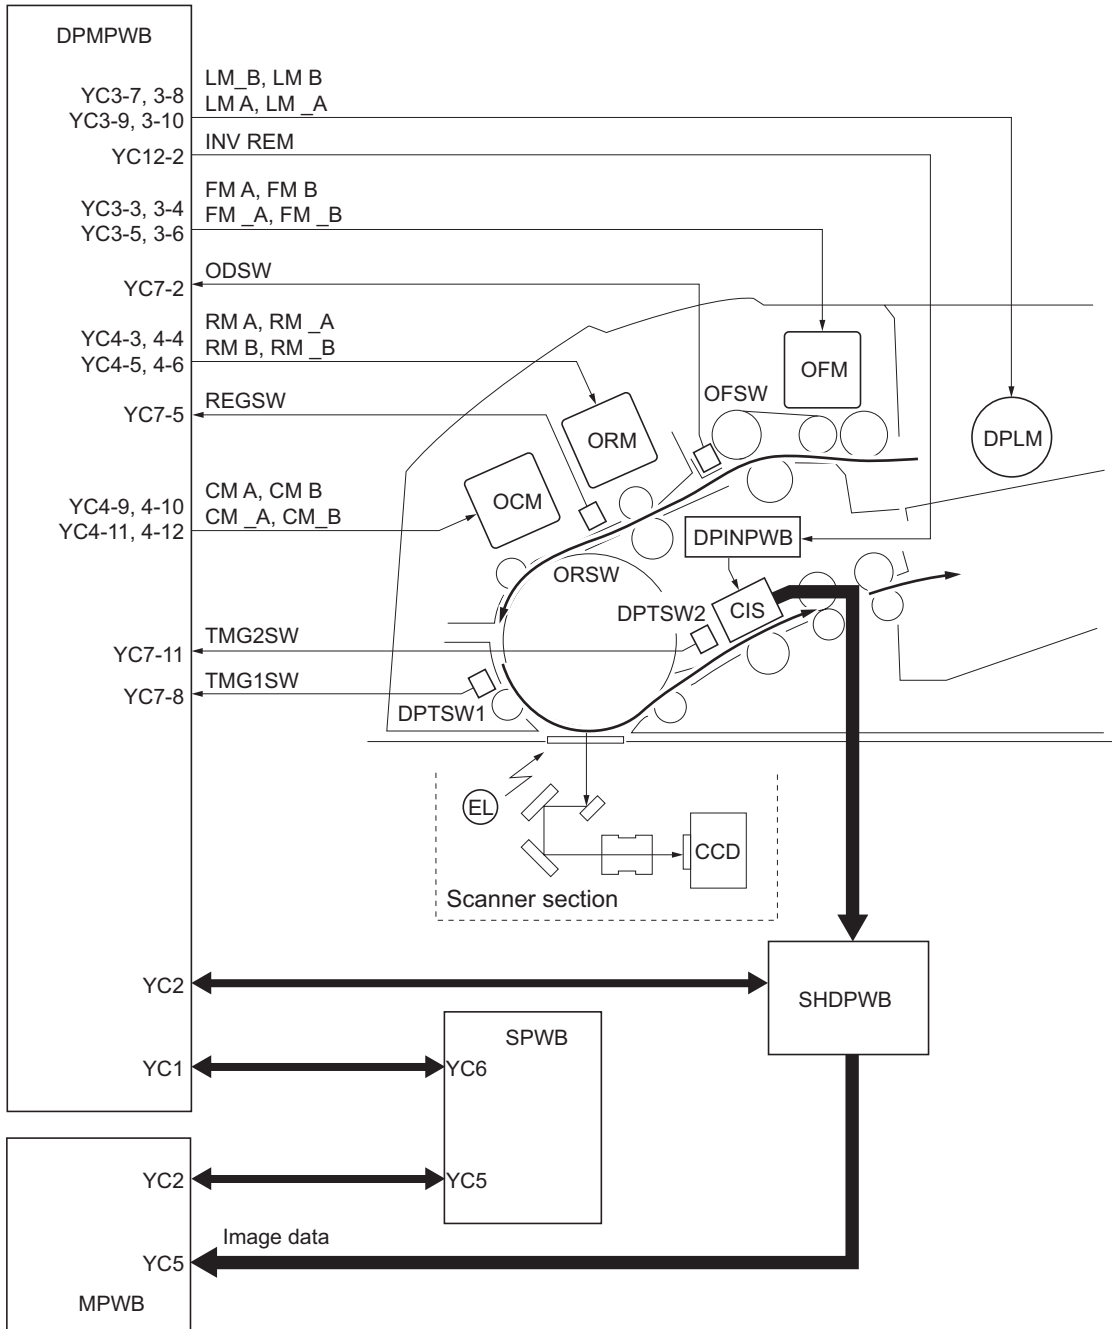 DPMPWB
YC3-7, 3-8
YC3-9, 3-10
LM_B, LM B
LM A, LM _A
YC12-2
INV REM
YC3-3, 3-4
YC3-5, 3-6
FM A, FM B
FM _A, FM _B
YC7-2
ODSW
YC4-3, 4-4
YC4-5, 4-6
RM A, RM _A
RM B, RM _B
YC7-5
REGSW
YC4-9, 4-10
YC4-11, 4-12
CM A, CM B
CM _A, CM_B
OFM
OFSW
DPLM
ORM
OCM
DPINPWB
ORSW
CIS
DPTSW2
YC7-11
TMG2SW
YC7-8
TMG1SW
DPTSW1
EL
CCD
Scanner section
YC2
SHDPWB
SPWB
YC1
YC6
YC2
YC5
Image data
YC5
MPWB